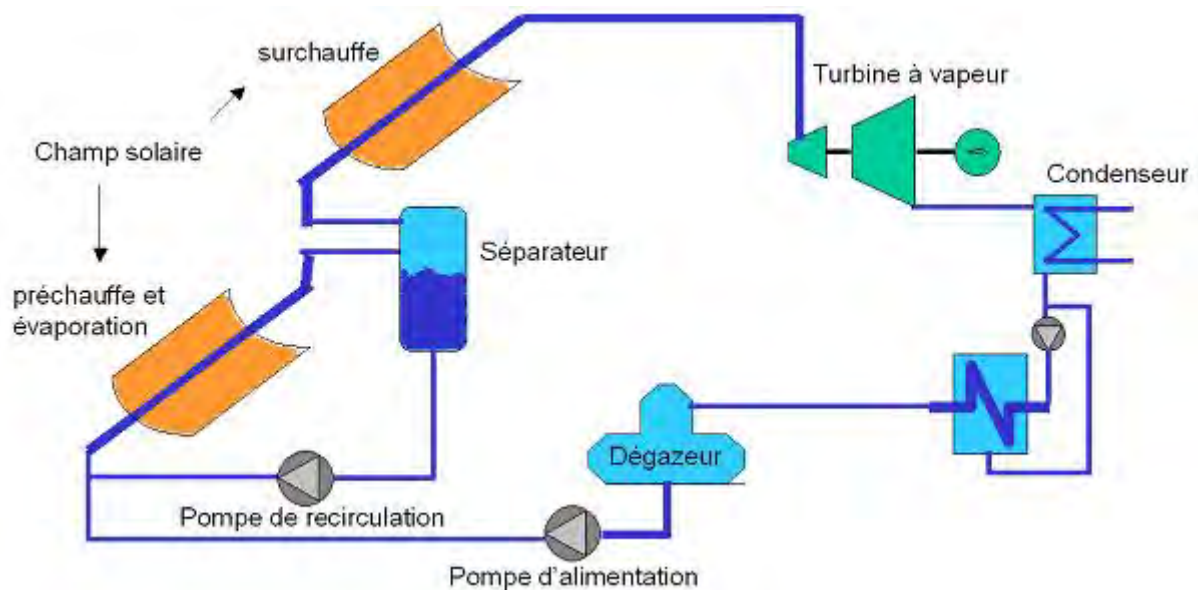 surchauffe
Turbine à vapeur
Champ solaire
Condenseur
Séparateur
préchauffe et
évaporation
Dégazeur
Pompe de recirculation
Pompe d'alimentation